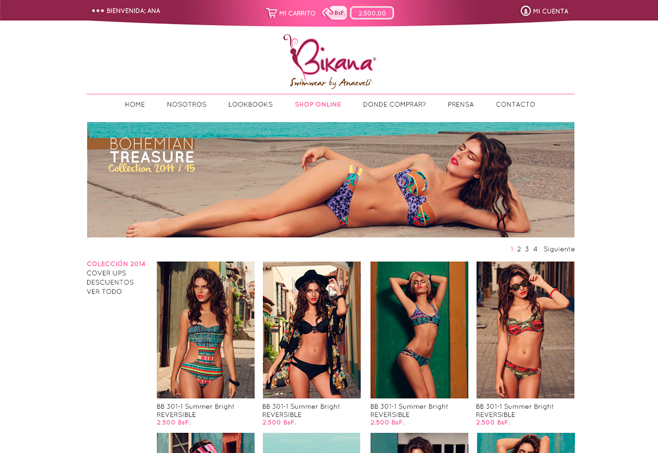 BIENVENIDA; ANA
MI CARRITO
BsF.
2.500;00
MI CUENTA
Bikana
Swimwear by Anaeveli
HOME NOSOTROS LOOKBOOKS SHOP ONLINE DONDE COMPRAR? PRENSA CONTACTO
BOHEMIAN
TREASURE
Collection 2014 / 15
1 2 3 4 Siguiente
COLECCIÓN 2014
COVER UPS
DESCUENTOS
VER TODO
BB 301-1 Summer Bright
REVERSIBLE
2.500 BsF.
BB 301-1 Summer Bright
REVERSIBLE
2.500 BsF.
BB 301-1 Summer Bright
REVERSIBLE
2.500 BsF.
BB 301-1 Summer Bright
REVERSIBLE
2.500 BsF.